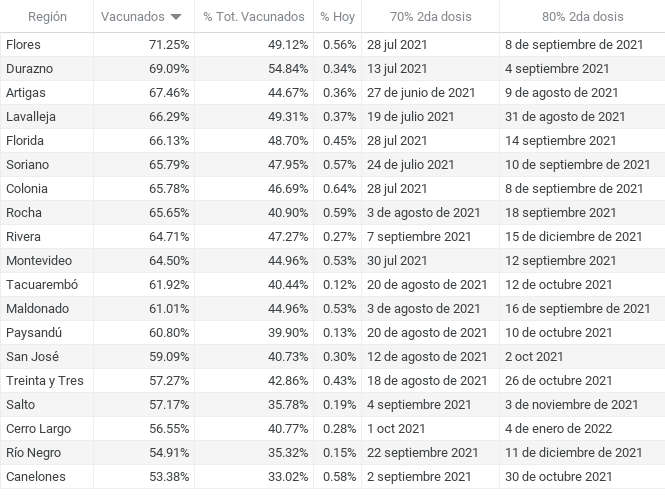 Región Vacunados % Tot. Vacunados % Hoy 70% 2da dosis 80% 2da dosis
Flores 71.25% 49.12% 0.56% 28 jul 2021 8 de septiembre de 2021
Durazno 69.09% 54.84% 0.34% 13 jul 2021 4 septiembre 2021
Artigas 67.46% 44.67% 0.36% 27 de junio de 2021 9 de agosto de 2021
Lavalleja 66.29% 49.31% 0.37% 19 de julio 2021 31 de agosto de 2021
Florida 66.13% 48.70% 0.45% 28 jul 2021 14 septiembre 2021
Soriano 65.79% 47.95% 0.57% 24 de julio 2021 10 de septiembre de 2021
Colonia 65.78% 46.69% 0.64% 28 jul 2021 8 de septiembre de 2021
Rocha 65.65% 40.90% 0.59% 3 de agosto de 2021 18 septiembre 2021
Rivera 64.71% 47.27% 0.27% 7 septiembre 2021 15 de diciembre de 2021
Montevideo 64.50% 44.96% 0.53% 30 jul 2021 12 septiembre 2021
Tacuarembó 61.92% 40.44% 0.12% 20 de agosto de 2021 12 de octubre 2021
Maldonado 61.01% 44.96% 0.53% 3 de agosto de 2021 16 de septiembre de 2021
Paysandú 60.80% 39.90% 0.13% 20 de agosto de 2021 10 de octubre 2021
San José 59.09% 40.73% 0.30% 12 de agosto de 2021 2 oct 2021
Treinta y Tres 57.27% 42.86% 0.43% 18 de agosto de 2021 26 de octubre 2021
Salto 57.17% 35.78% 0.19% 4 septiembre 2021 3 de noviembre de 2021
Cerro Largo 56.55% 40.77% 0.28% 1 oct 2021 4 de enero de 2022
Río Negro 54.91% 35.32% 0.15% 22 septiembre 2021 11 de diciembre de 2021
Canelones 53.38% 33.02% 0.58% 2 septiembre 2021 30 de octubre 2021